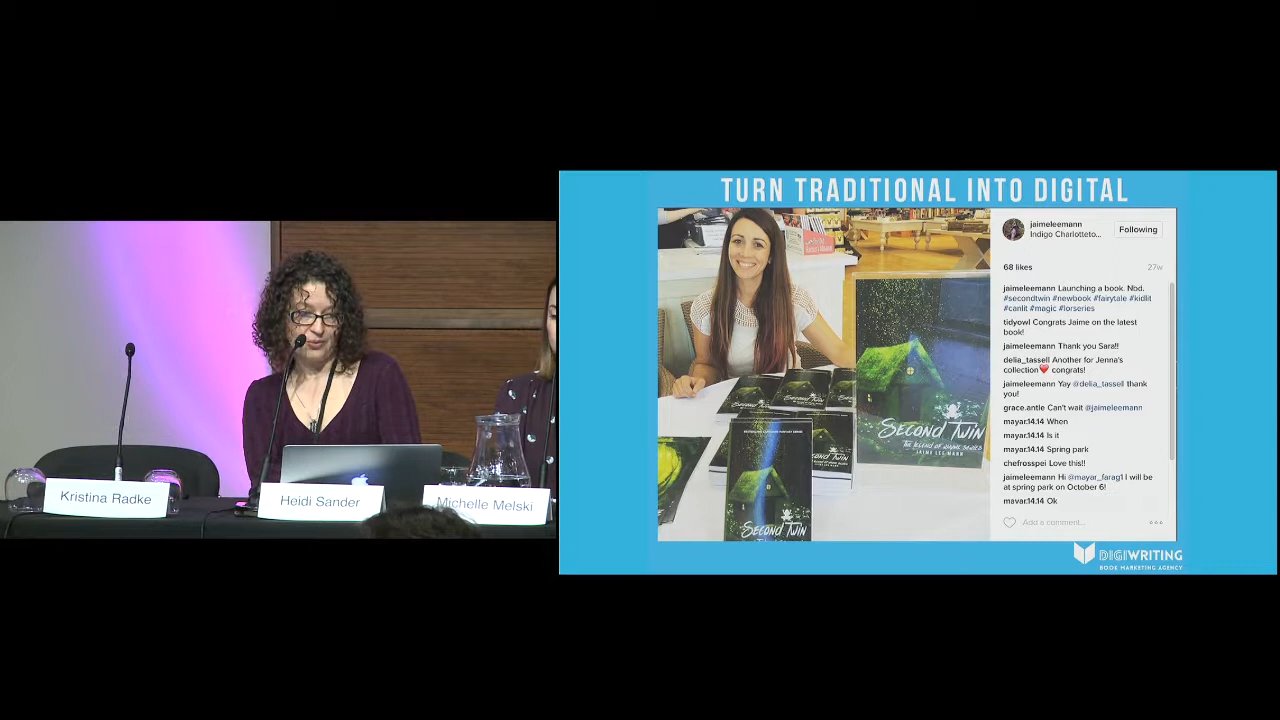 Kristina Radke
Heidi Sander
Michelle Melski
TURN TRADITIONAL INTO DIGITAL
SECOND TWIN
JAIME LEE MANN
SECOND TWIN
jaimeleemann
Indigo Charlotteto...
Following
68 likes
27w
jaimeleemann Launching a book. Nbd.
#secondtwin #newbook #fairytale #kidlit
#canlit #magic #lorseries
tidyowl Congrats Jaime on the latest
book!
jaimeleemann Thank you Sara!!
delia_tassell Another for Jenna's
collection❤ congrats!
jaimeleemann Yay @delia_tassell thank
you!
grace.antle Can't wait @jaimeleemann
mayar.14.14 When
mayar.14.14 Is it
mayar.14.14 Spring park
chefrosspei Love this!!
jaimeleemann Hi @mayar_farag1 I will be
at spring park on October 6!
mayar.14.14 Ok
Add a comment...
DIGIWRITING
BOOK MARKETING AGENCY